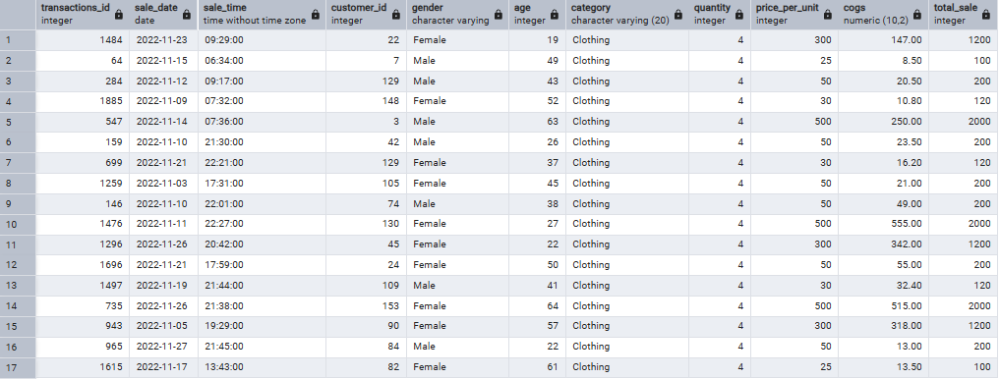 transactions_id sale_date sale_time customer_id gender age category quantity price_per_unit cogs total_sale
integer date time without time zone integer character varying integer character varying (20) integer integer numeric (10,2) integer
1 1484 2022-11-23 09:29:00 22 Female 19 Clothing 4 300 147.00 1200
2 64 2022-11-15 06:34:00 7 Male 49 Clothing 4 25 8.50 100
3 284 2022-11-12 09:17:00 129 Male 43 Clothing 4 50 20.50 200
4 1885 2022-11-09 07:32:00 148 Female 52 Clothing 4 30 10.80 120
5 547 2022-11-14 07:36:00 3 Male 63 Clothing 4 500 250.00 2000
6 159 2022-11-10 21:30:00 42 Male 26 Clothing 4 50 23.50 200
7 699 2022-11-21 22:21:00 129 Female 37 Clothing 4 30 16.20 120
8 1259 2022-11-03 17:31:00 105 Female 45 Clothing 4 50 21.00 200
9 146 2022-11-10 22:01:00 74 Male 38 Clothing 4 50 49.00 200
10 1476 2022-11-11 22:27:00 130 Female 27 Clothing 4 500 555.00 2000
11 1296 2022-11-26 20:42:00 45 Female 22 Clothing 4 300 342.00 1200
12 1696 2022-11-21 17:59:00 24 Female 50 Clothing 4 50 55.00 200
13 1497 2022-11-19 21:44:00 109 Male 41 Clothing 4 30 32.40 120
14 735 2022-11-26 21:38:00 153 Female 64 Clothing 4 500 515.00 2000
15 943 2022-11-05 19:29:00 90 Female 57 Clothing 4 300 318.00 1200
16 965 2022-11-27 21:45:00 84 Male 22 Clothing 4 50 13.00 200
17 1615 2022-11-17 13:43:00 82 Female 61 Clothing 4 25 13.50 100